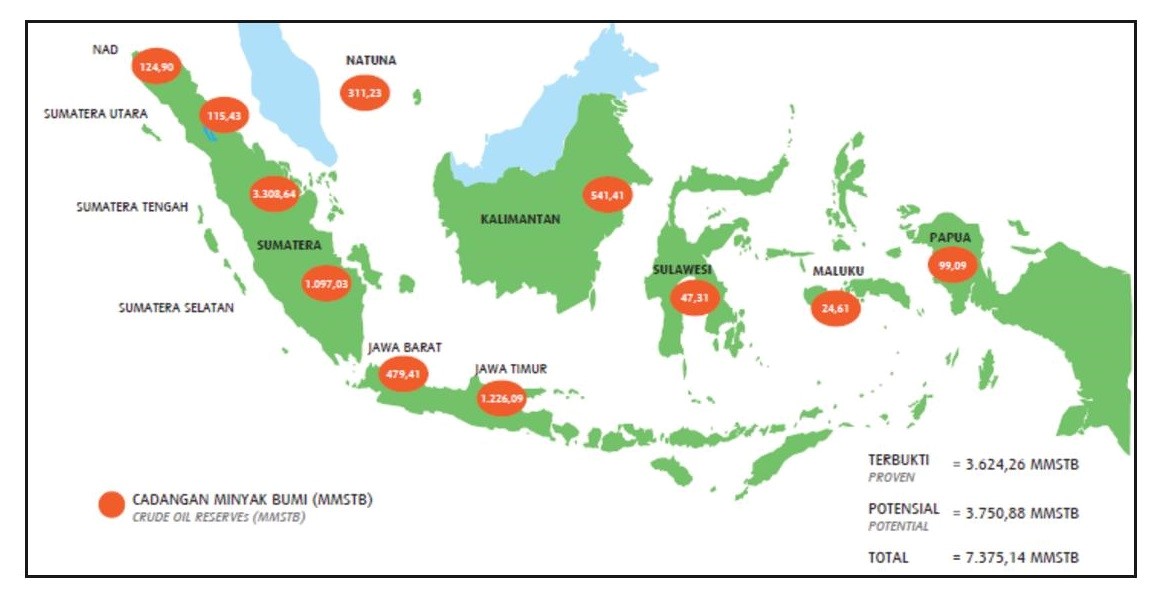 NAD
124,90
NATUNA
311,23
SUMATERA UTARA
115,43
3.308,64
541,41
SUMATERA TENGAH
KALIMANTAN
SUMATERA
PAPUA
99,09
SULAWESI
MALUKU
1.097,03
47,31
24,61
SUMATERA SELATAN
JAWA BARAT
479,41
JAWA TIMUR
1.226,09
TERBUKTI = 3.624,26 MMSTB
PROVEN
CADANGAN MINYAK BUMI (MMSTB)
CRUDE OIL RESERVEs (MMSTB)
POTENSIAL = 3.750,88 MMSTB
POTENTIAL
TOTAL = 7.375,14 MMSTB